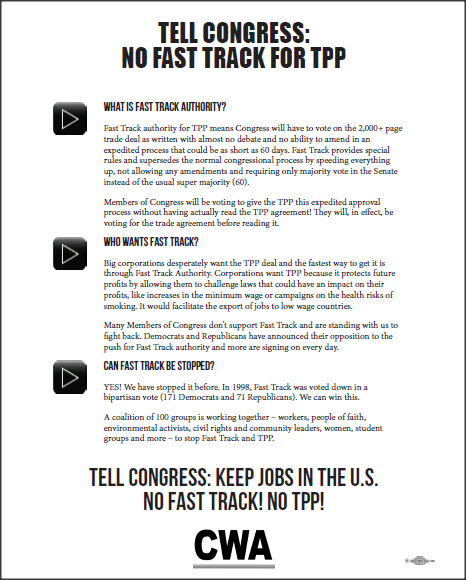 TELL CONGRESS:
NO FAST TRACK FOR TPP
WHAT IS FAST TRACK AUTHORITY?
Fast Track authority for TPP means Congress will have to vote on the 2,000+ page
trade deal as written with almost no debate and no ability to amend in an
expedited process that could be as short as 60 days. Fast Track provides special
rules and supersedes the normal congressional process by speeding everything
up, not allowing any amendments and requiring only majority vote in the Senate
instead of the usual super majority (60).
Members of Congress will be voting to give the TPP this expedited approval
process without having actually read the TPP agreement! They will, in effect, be
voting for the trade agreement before reading it.
WHO WANTS FAST TRACK?
Big corporations desperately want the TPP deal and the fastest way to get it is
through Fast Track Authority. Corporations want TPP because it protects future
profits by allowing them to challenge laws that could have an impact on their
profits, like increases in the minimum wage or campaigns on the health risks of
smoking. It would facilitate the export of jobs to low wage countries.
Many Members of Congress don't support Fast Track and are standing with us to
fight back. Democrats and Republicans have announced their opposition to the
push for Fast Track authority and more are signing on every day.
CAN FAST TRACK BE STOPPED?
YES! We have stopped it before. In 1998, Fast Track was voted down in a
bipartisan vote (171 Democrats and 71 Republicans). We can win this.
A coalition of 100 groups is working together – workers, people of faith,
environmental activists, civil rights and community leaders, women, student
groups and more – to stop Fast Track and TPP.
TELL CONGRESS: KEEP JOBS IN THE U.S.
NO FAST TRACK! NO TPP!
CWA